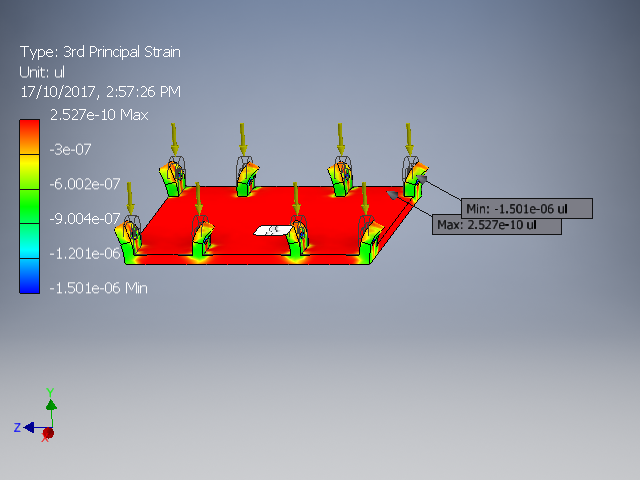 Type: 3rd Principal Strain
Unit: ul
17/10/2017, 2:57:26 PM
2.527e-10 Max
-3e-07
-6.002e-07
-9.004e-07
-1.201e-06
-1.501e-06 Min
Min: -1.501e-06 ul
Max: 2.527e-10 ul
Y
Z
X